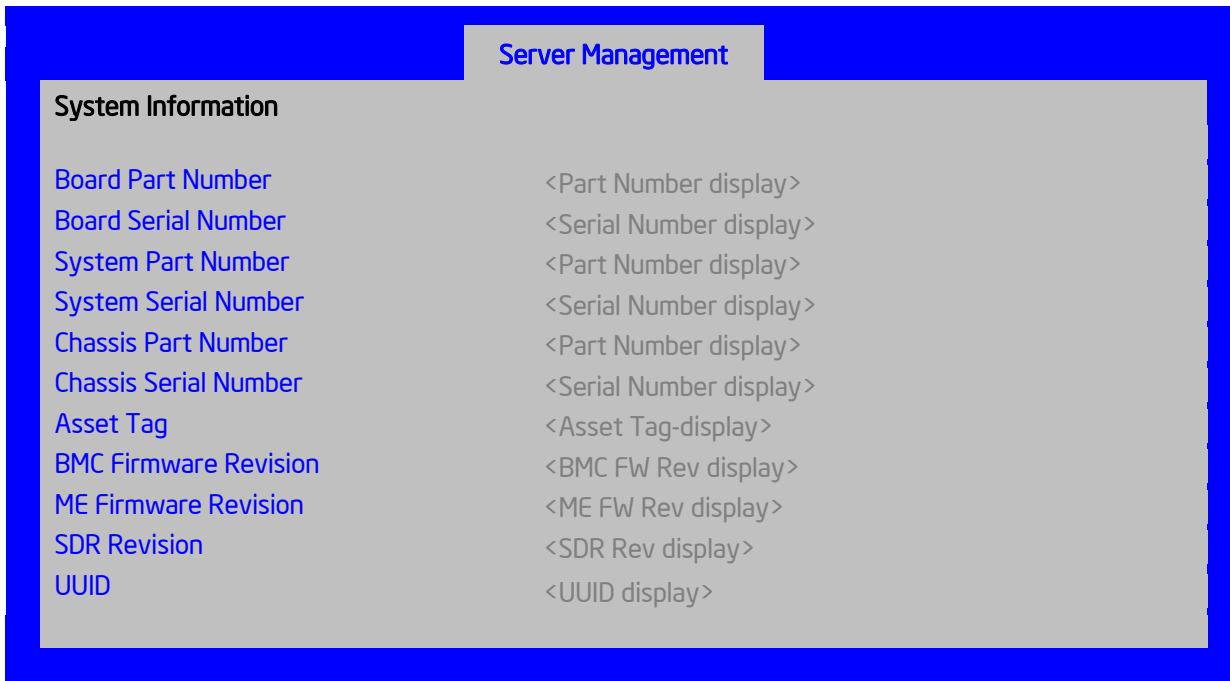 Server Management
System Information
Board Part Number <Part Number display>
Board Serial Number <Serial Number display>
System Part Number <Part Number display>
System Serial Number <Serial Number display>
Chassis Part Number <Part Number display>
Chassis Serial Number <Serial Number display>
Asset Tag <Asset Tag-display>
BMC Firmware Revision <BMC FW Rev display>
ME Firmware Revision <ME FW Rev display>
SDR Revision <SDR Rev display>
UUID <UUID display>